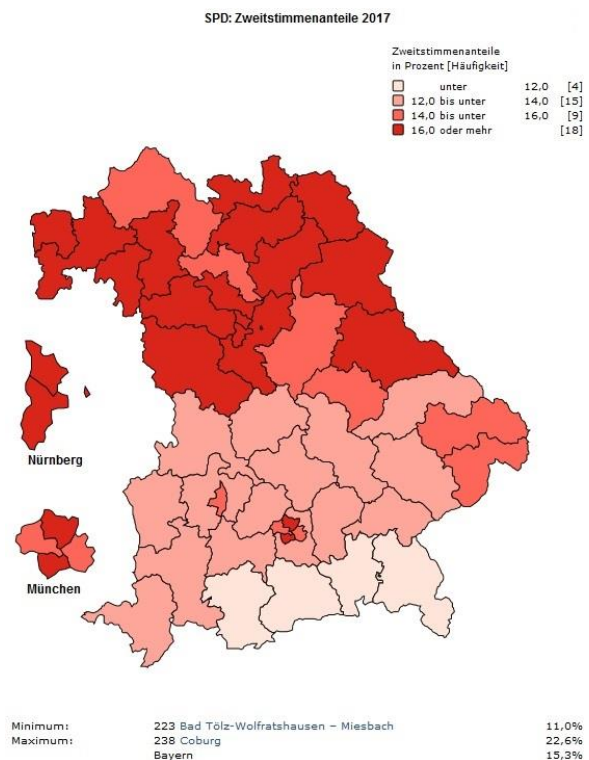 SPD: Zweitstimmenanteile 2017
Zweitstimmenanteile
in Prozent [Häufigkeit]
unter 12,0 [4]
12,0 bis unter 14,0 [15]
14,0 bis unter 16,0 [9]
16,0 oder mehr [18]
Nürnberg
München
Minimum: 223 Bad Tölz-Wolfratshausen – Miesbach 11,0%
Maximum: 238 Coburg 22,6%
Bayern 15,3%